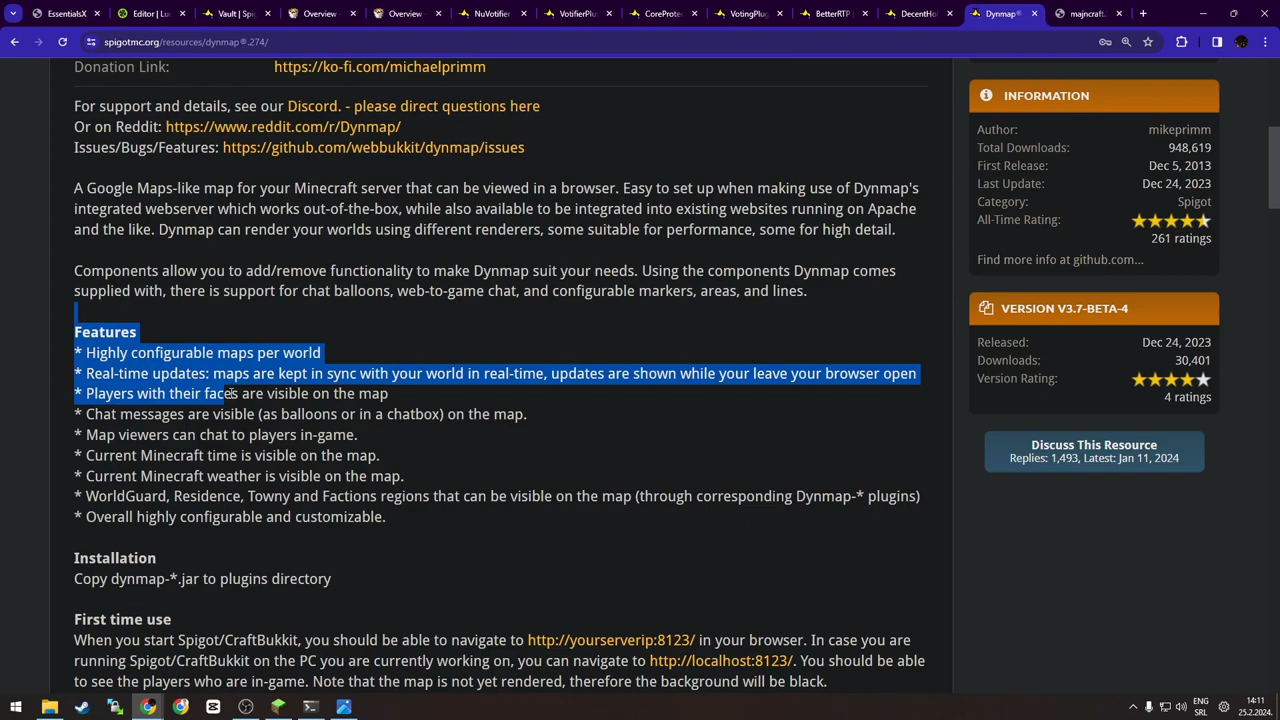 EssentialsX
Editor | Lu
Vault | Spig
Overview -
Overview -
NuVotifier
VotifierPlu
CoreProtec
VotingPlug
BetterRTP
DecentHo
Dynmap®
majncraft.
spigotmc.org/resources/dynmap®.274/
Donation Link: https://ko-fi.com/michaelprimm
For support and details, see our Discord. - please direct questions here
Or on Reddit: https://www.reddit.com/r/Dynmap/
Issues/Bugs/Features: https://github.com/webbukkit/dynmap/issues
A Google Maps-like map for your Minecraft server that can be viewed in a browser. Easy to set up when making use of Dynmap's
integrated webserver which works out-of-the-box, while also available to be integrated into existing websites running on Apache
and the like. Dynmap can render your worlds using different renderers, some suitable for performance, some for high detail.
Components allow you to add/remove functionality to make Dynmap suit your needs. Using the components Dynmap comes
supplied with, there is support for chat balloons, web-to-game chat, and configurable markers, areas, and lines.
Features
* Highly configurable maps per world
* Real-time updates: maps are kept in sync with your world in real-time, updates are shown while your leave your browser open
* Players with their faces are visible on the map
* Chat messages are visible (as balloons or in a chatbox) on the map.
* Map viewers can chat to players in-game.
* Current Minecraft time is visible on the map.
* Current Minecraft weather is visible on the map.
* WorldGuard, Residence, Towny and Factions regions that can be visible on the map (through corresponding Dynmap-* plugins)
* Overall highly configurable and customizable.
Installation
Copy dynmap-*.jar to plugins directory
First time use
When you start Spigot/CraftBukkit, you should be able to navigate to http://yourserverip:8123/ in your browser. In case you are
running Spigot/CraftBukkit on the PC you are currently working on, you can navigate to http://localhost:8123/. You should be able
to see the players who are in-game. Note that the map is not yet rendered, therefore the background will be black.
INFORMATION
Author: mikeprimm
Total Downloads: 948,619
First Release: Dec 5, 2013
Last Update: Dec 24, 2023
Category: Spigot
All-Time Rating:
261 ratings
Find more info at github.com...
VERSION V3.7-BETA-4
Released: Dec 24, 2023
Downloads: 30,401
Version Rating:
4 ratings
Discuss This Resource
Replies: 1,493, Latest: Jan 11, 2024
ENG
SRL
14:11
25.2.2024.